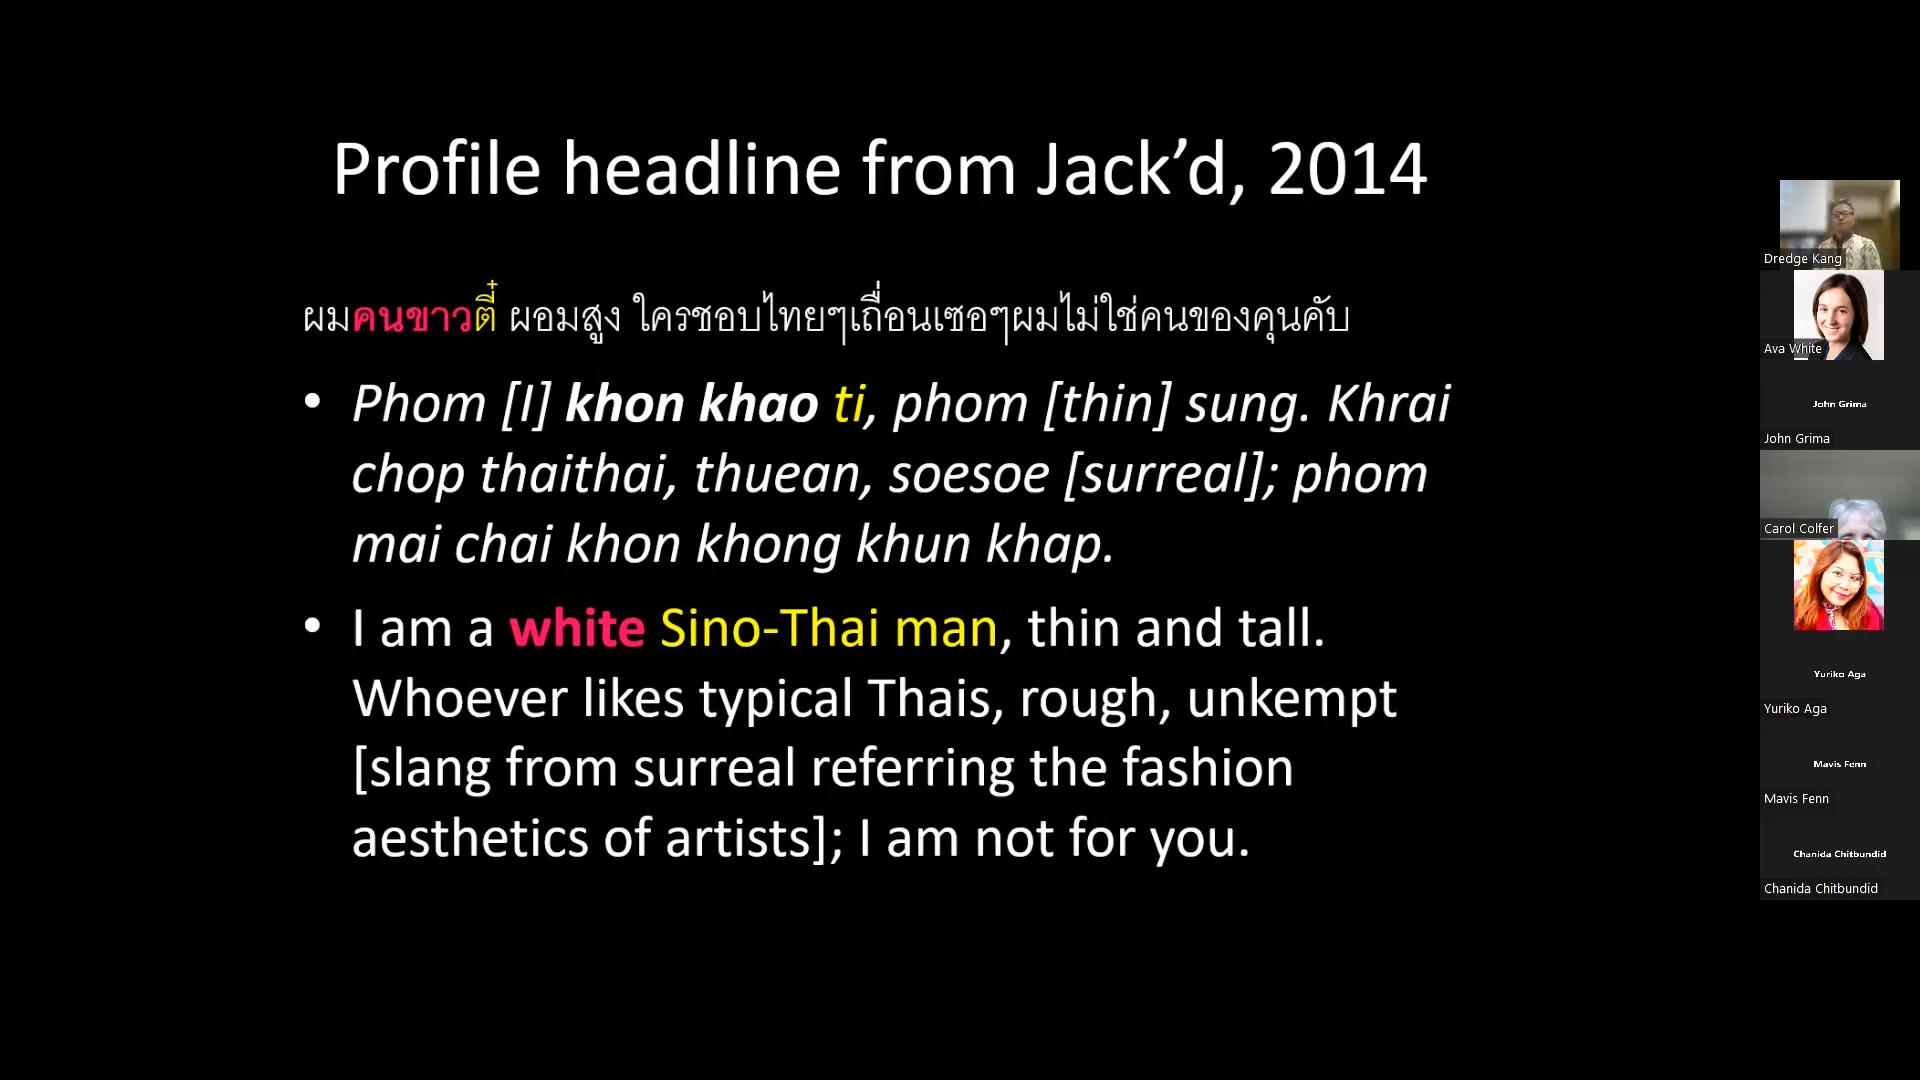 Profile headline from Jack’d, 2014
ผมคนขาวตี๋ ผอมสูง ใครชอบไทยๆเถื่อนเซอๆผมไม่ใช่คนของคุนคับ
• Phom [I] khon khao ti, phom [thin] sung. Khrai
chop thaithai, thuean, soesoe [surreal]; phom
mai chai khon khong khun khap.
• I am a white Sino-Thai man, thin and tall.
Whoever likes typical Thais, rough, unkempt
[slang from surreal referring the fashion
aesthetics of artists]; I am not for you.
Dredge Kang
Ava White
John Grima
John Grima
Carol Colfer
Yuriko Aga
Yuriko Aga
Mavis Fenn
Mavis Fenn
Chanida Chitbundid
Chanida Chitbundid